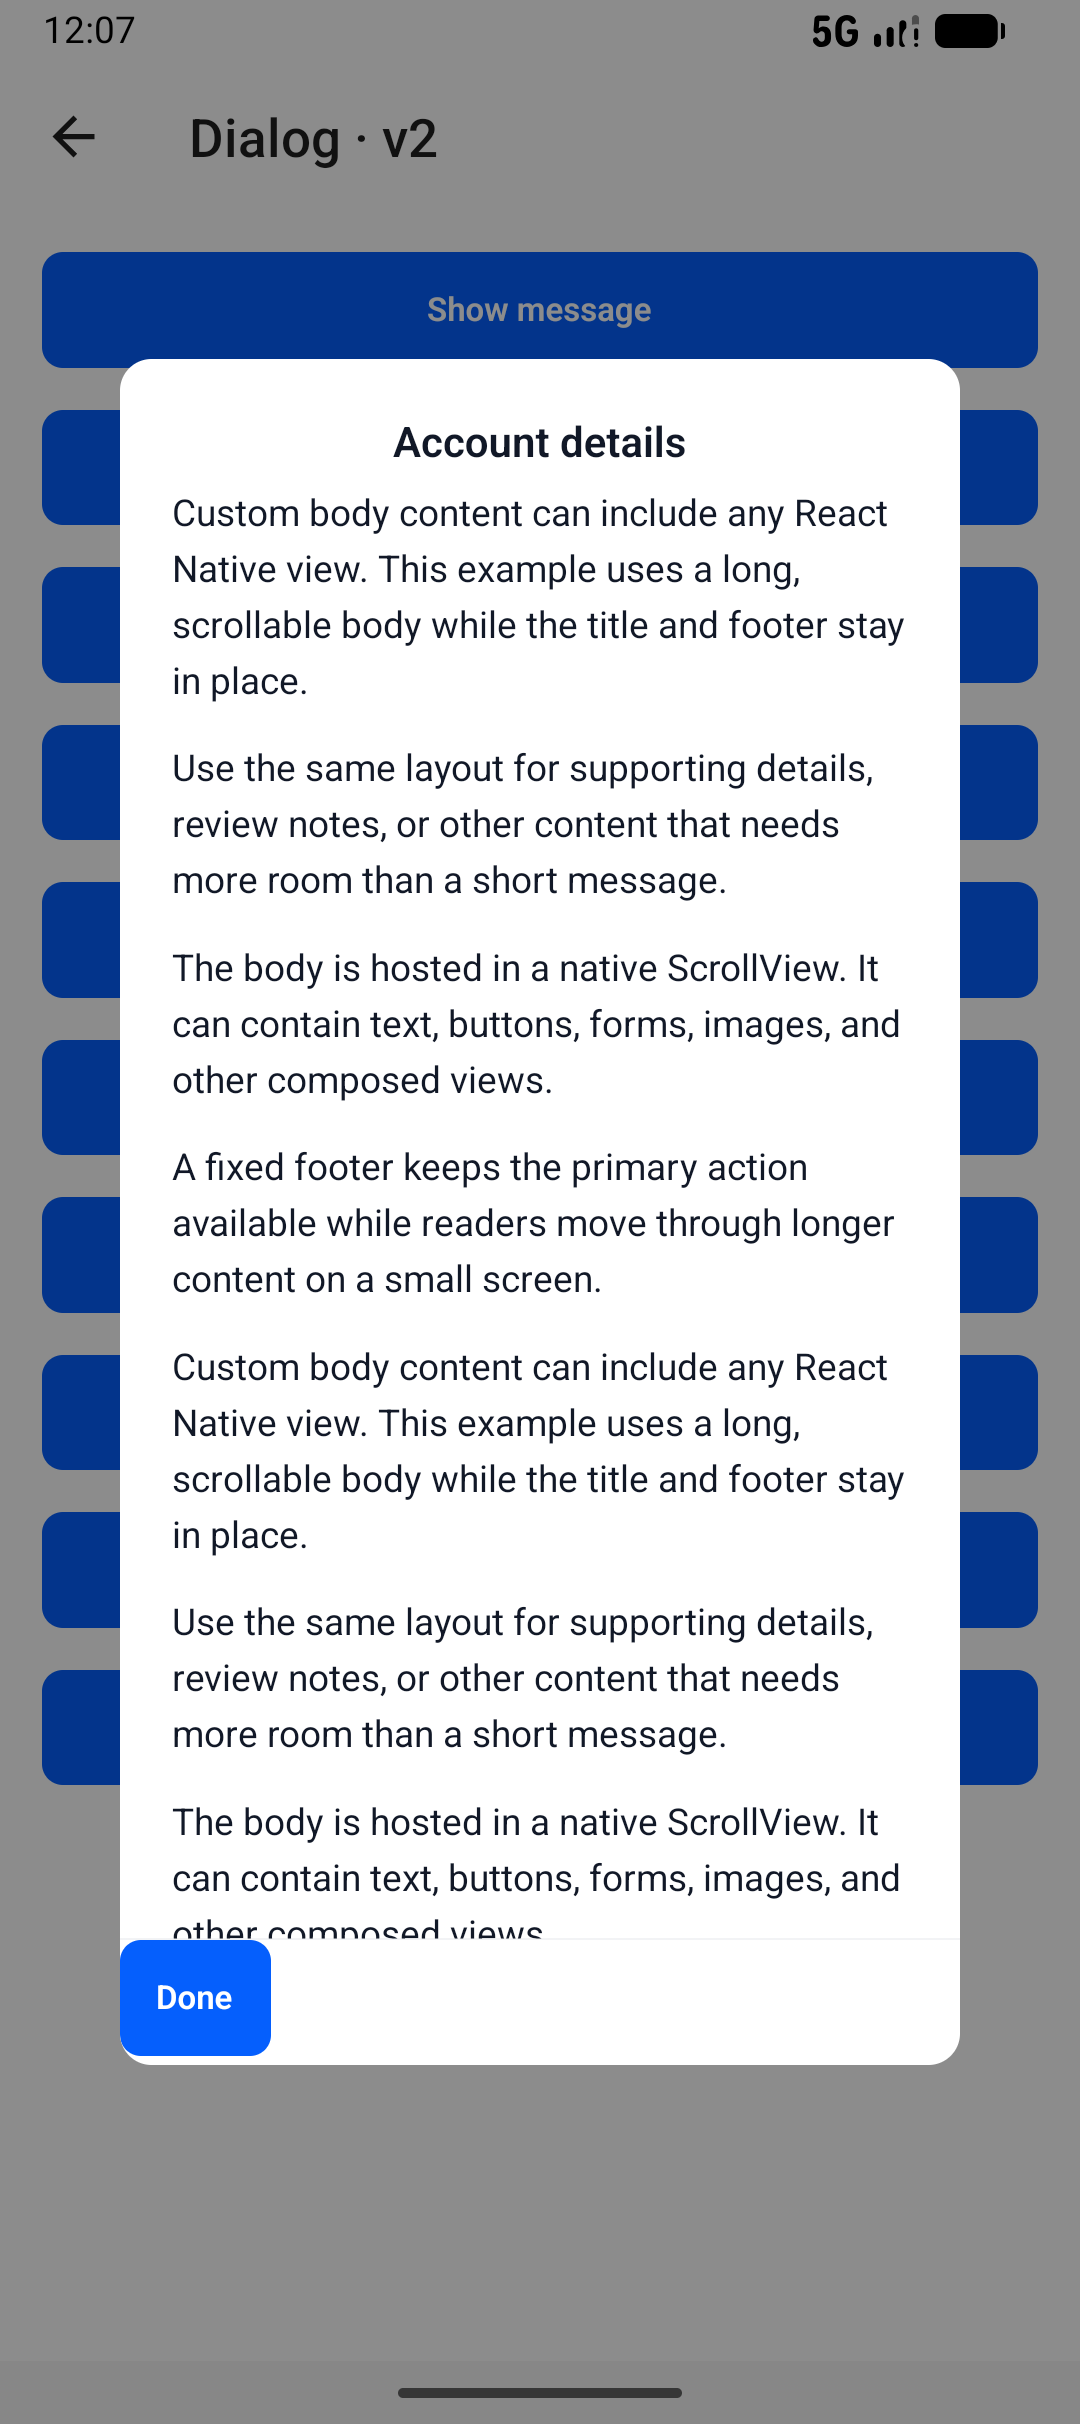 12:07
5G
Dialog · v2
Show message
Account details
Custom body content can include any React
Native view. This example uses a long,
scrollable body while the title and footer stay
in place.
Use the same layout for supporting details,
review notes, or other content that needs
more room than a short message.
The body is hosted in a native ScrollView. It
can contain text, buttons, forms, images, and
other composed views.
A fixed footer keeps the primary action
available while readers move through longer
content on a small screen.
Custom body content can include any React
Native view. This example uses a long,
scrollable body while the title and footer stay
in place.
Use the same layout for supporting details,
review notes, or other content that needs
more room than a short message.
The body is hosted in a native ScrollView. It
can contain text, buttons, forms, images, and
other composed views.
Done